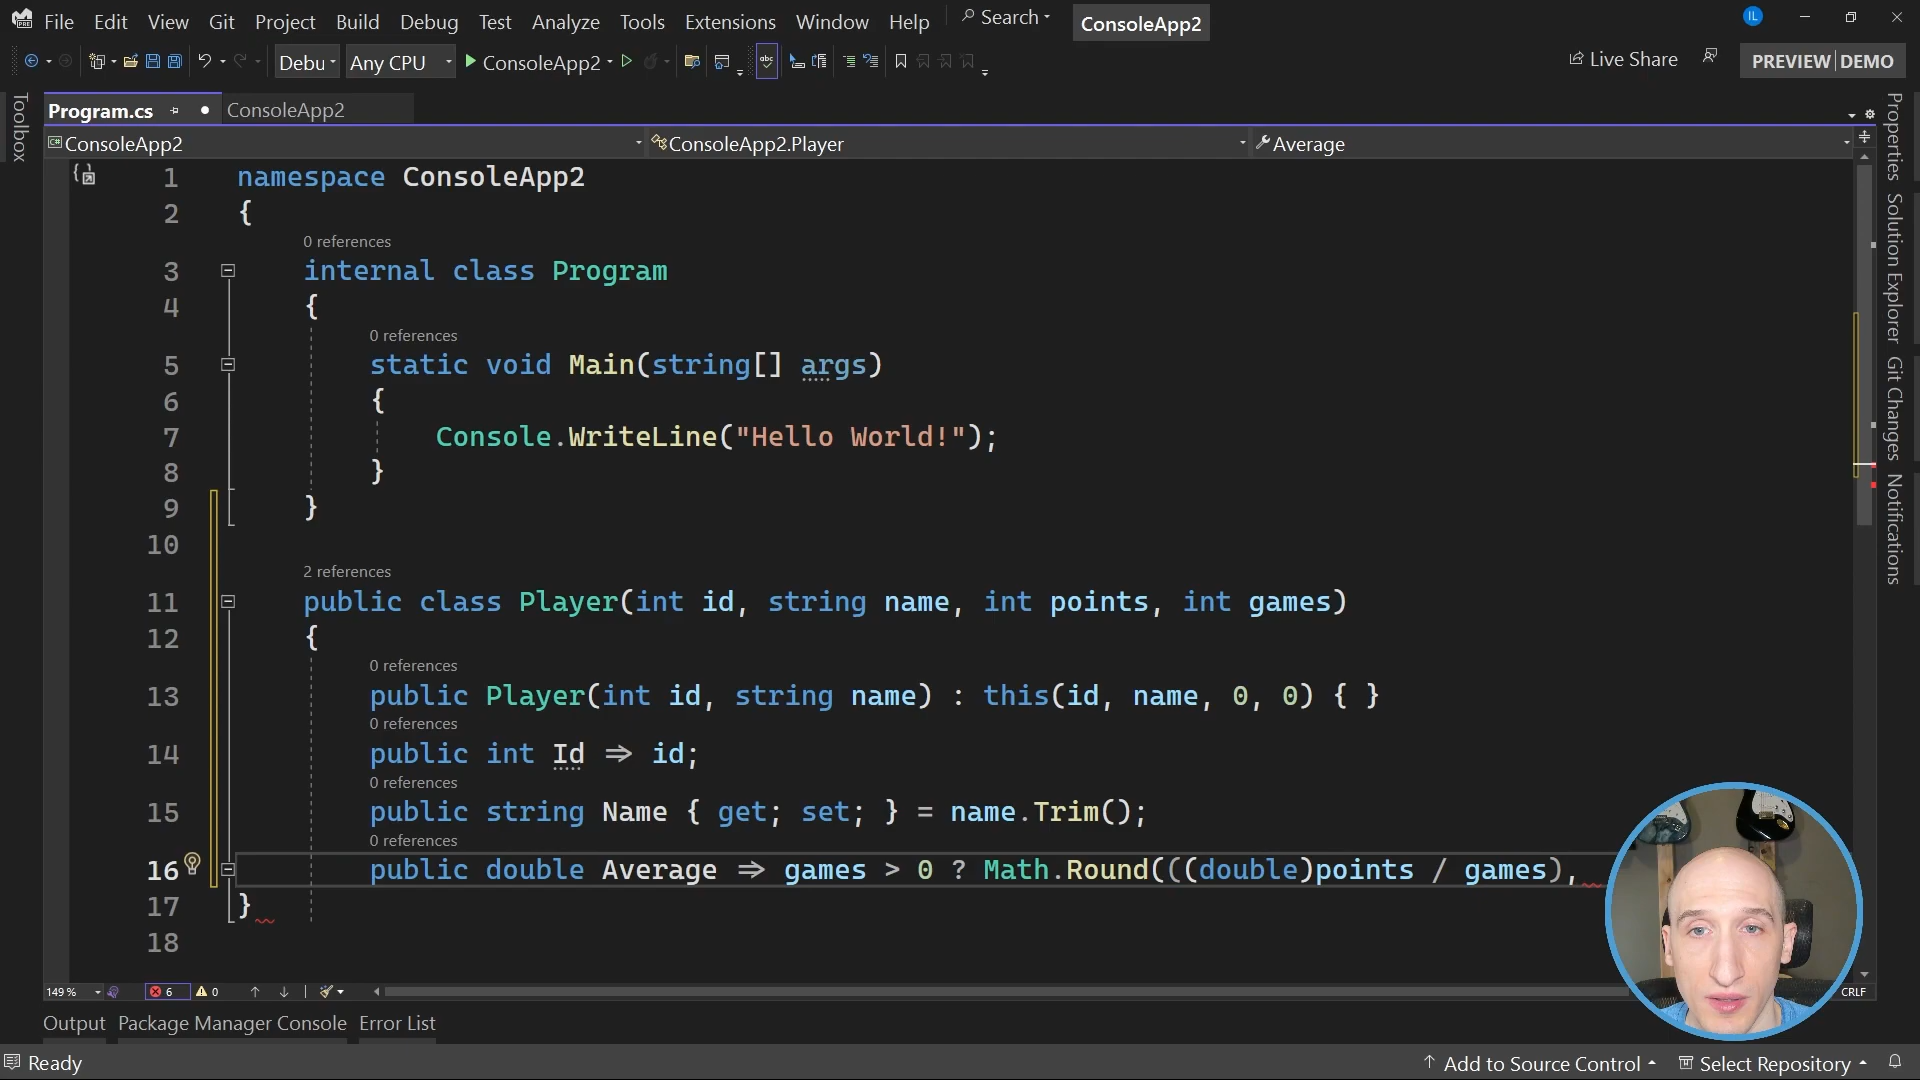 File Edit View Git Project Build Debug Test Analyze Tools Extensions Window Help Search ConsoleApp2 IL
Debu Any CPU ConsoleApp2 Live Share PREVIEW DEMO
Toolbox
Program.cs ConsoleApp2
ConsoleApp2 ConsoleApp2.Player Average
1 namespace ConsoleApp2
2 {
0 references
3 internal class Program
4 {
0 references
5 static void Main(string[] args)
6 {
7 Console.WriteLine("Hello World!");
8 }
9 }
10
2 references
11 public class Player(int id, string name, int points, int games)
12 {
0 references
13 public Player(int id, string name) : this(id, name, 0, 0) { }
0 references
14 public int Id => id;
0 references
15 public string Name { get; set; } = name.Trim();
0 references
16 public double Average => games > 0 ? Math.Round(((double)points / games),
17 }
18
Properties
Solution Explorer
Git Changes
Notifications
149 % 6 0 CRLF
Output Package Manager Console Error List
Ready Add to Source Control Select Repository